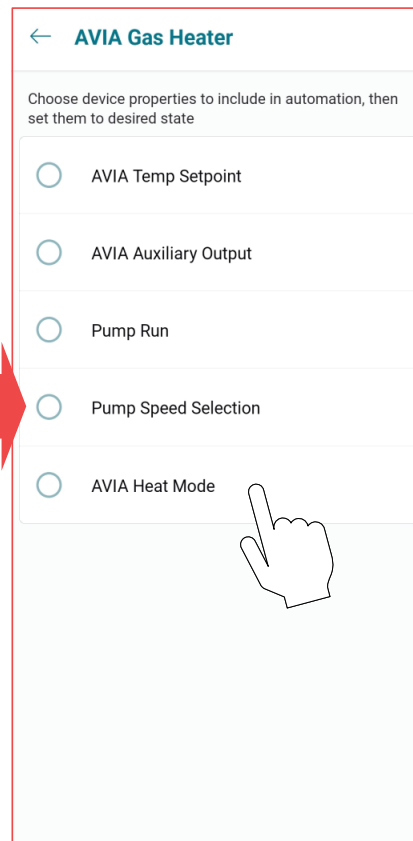 AVIA Gas Heater
Choose device properties to include in automation, then
set them to desired state
AVIA Temp Setpoint
AVIA Auxiliary Output
Pump Run
Pump Speed Selection
AVIA Heat Mode